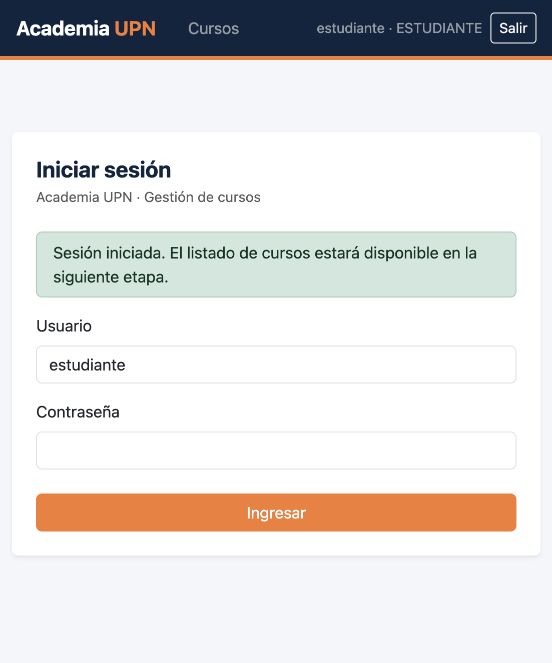 Academia UPN Cursos estudiante · ESTUDIANTE Salir
Iniciar sesión
Academia UPN · Gestión de cursos
Sesión iniciada. El listado de cursos estará disponible en la
siguiente etapa.
Usuario
estudiante
Contraseña
Ingresar